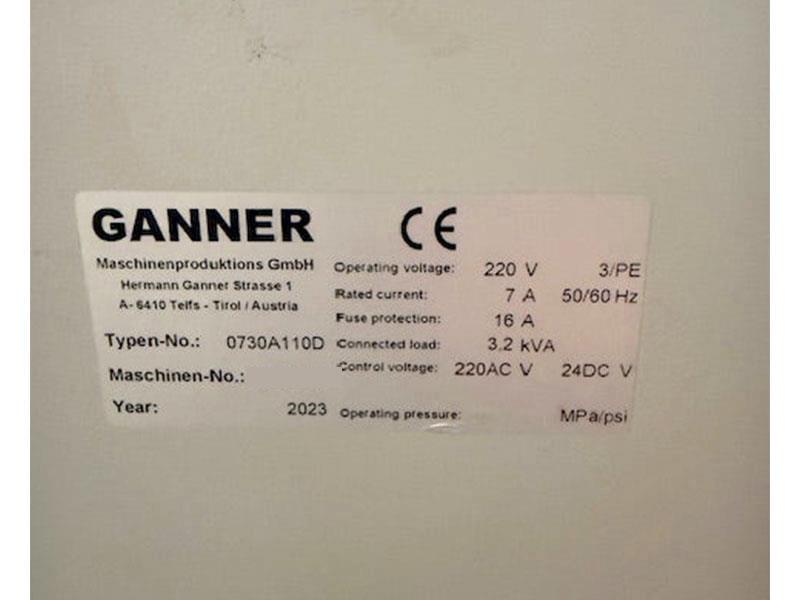 GANNER CE
Maschinenproduktions GmbH
Hermann Ganner Strasse 1
A- 6410 Telfs - Tirol / Austria
Typen-No.: 0730A110D
Maschinen-No.:
Year: 2023
Operating voltage: 220 V 3/PE
Rated current: 7 A 50/60 Hz
Fuse protection: 16 A
Connected load: 3,2 kVA
Control voltage: 220AC V 24DC V
Operating pressure: MPa/psi